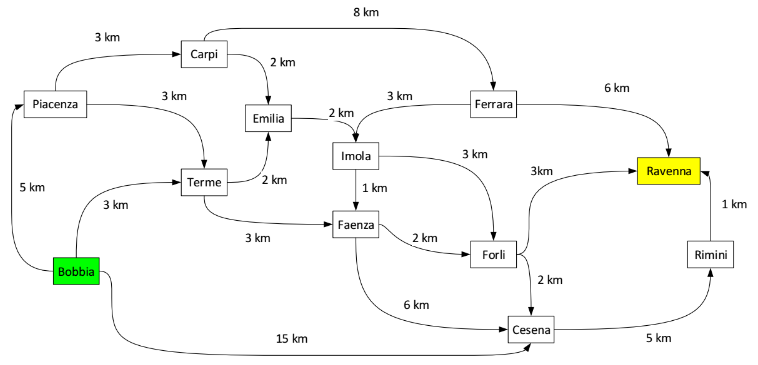 8 km
3 km
Carpi
2 km
Piacenza
3 km
Emilia
2 km
3 km
Ferrara
6 km
Imola
3 km
Terme
2 km
3km
Ravenna
5 km
3 km
1 km
1 km
3 km
Faenza
2 km
Forli
Rimini
Bobbia
2 km
6 km
Cesena
5 km
15 km